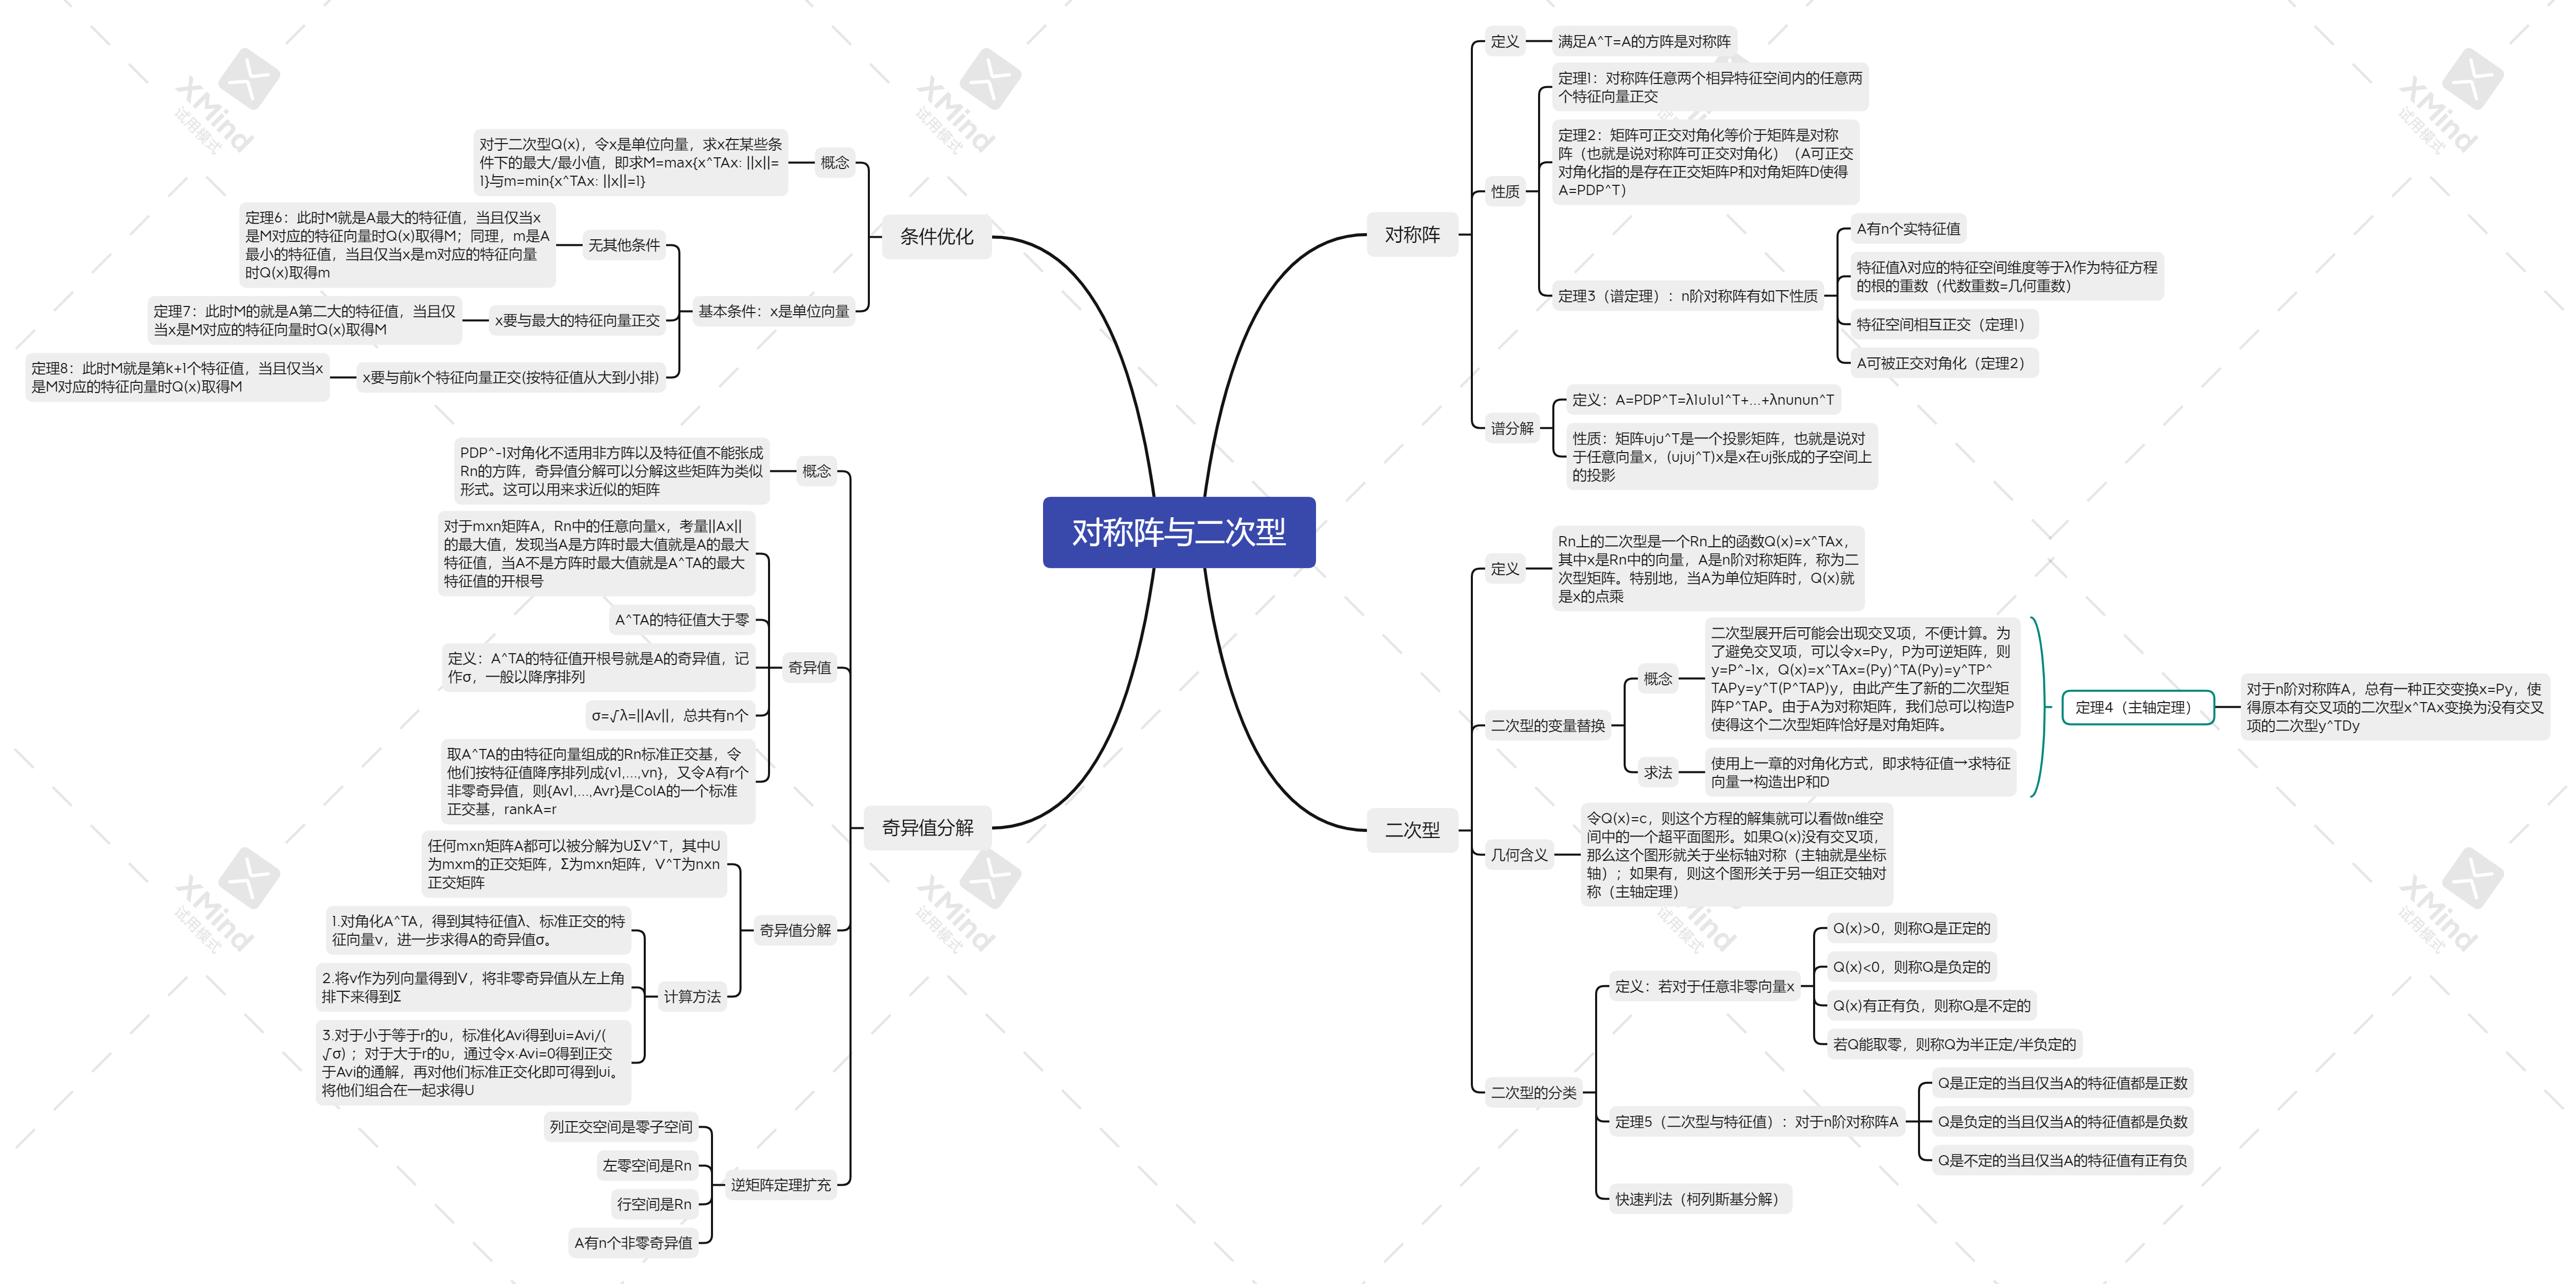 对称阵与二次型
对称阵
定义
满足A^T=A的方阵是对称阵
性质
定理1：对称阵任意两个相异特征空间内的任意两
个特征向量正交
定理2：矩阵可正交对角化等价于矩阵是对称
阵（也就是说对称阵可正交对角化）（A可正交
对角化指的是存在正交矩阵P和对角矩阵D使得
A=PDP^T）
定理3（谱定理）：n阶对称阵有如下性质
A有n个实特征值
特征值λ对应的特征空间维度等于λ作为特征方程
的根的重数（代数重数=几何重数）
特征空间相互正交（定理1）
A可被正交对角化（定理2）
谱分解
定义：A=PDP^T=λ1u1u1^T+...+λnunun^T
性质：矩阵uju^T是一个投影矩阵，也就是说对
于任意向量x，(ujuj^T)x是x在uj张成的子空间上
的投影
二次型
定义
Rn上的二次型是一个Rn上的函数Q(x)=x^TAx，
其中x是Rn中的向量，A是n阶对称矩阵，称为二
次型矩阵。特别地，当A为单位矩阵时，Q(x)就
是x的点乘
二次型的变量替换
概念
二次型展开后可能会出现交叉项，不便计算。为
了避免交叉项，可以令x=Py，P为可逆矩阵，则
y=P^-1x，Q(x)=x^TAx=(Py)^TA(Py)=y^TP^
TAPy=y^T(P^TAP)y，由此产生了新的二次型矩
阵P^TAP。由于A为对称矩阵，我们总可以构造P
使得这个二次型矩阵恰好是对角矩阵。
求法
使用上一章的对角化方式，即求特征值→求特征
向量→构造出P和D
定理4（主轴定理）
对于n阶对称阵A，总有一种正交变换x=Py，使
得原本有交叉项的二次型x^TAx变换为没有交叉
项的二次型y^TDy
几何含义
令Q(x)=c，则这个方程的解集就可以看做n维空
间中的一个超平面图形。如果Q(x)没有交叉项，
那么这个图形就关于坐标轴对称（主轴就是坐标
轴）；如果有，则这个图形关于另一组正交轴对
称（主轴定理）
二次型的分类
定义：若对于任意非零向量x
Q(x)>0，则称Q是正定的
Q(x)<0，则称Q是负定的
Q(x)有正有负，则称Q是不定的
若Q能取零，则称Q为半正定/半负定的
定理5（二次型与特征值）：对于n阶对称阵A
Q是正定的当且仅当A的特征值都是正数
Q是负定的当且仅当A的特征值都是负数
Q是不定的当且仅当A的特征值有正有负
快速判法（柯列斯基分解）
条件优化
概念
对于二次型Q(x)，令x是单位向量，求x在某些条
件下的最大/最小值，即求M=max{x^TAx: ||x||=
1}与m=min{x^TAx: ||x||=1}
基本条件：x是单位向量
无其他条件
定理6：此时M就是A最大的特征值，当且仅当x
是M对应的特征向量时Q(x)取得M；同理，m是A
最小的特征值，当且仅当x是m对应的特征向量
时Q(x)取得m
x要与最大的特征向量正交
定理7：此时M的就是A第二大的特征值，当且仅
当x是M对应的特征向量时Q(x)取得M
x要与前k个特征向量正交(按特征值从大到小排)
定理8：此时M就是第k+1个特征值，当且仅当x
是M对应的特征向量时Q(x)取得M
奇异值分解
概念
PDP^-1对角化不适用非方阵以及特征值不能张成
Rn的方阵，奇异值分解可以分解这些矩阵为类似
形式。这可以用来求近似的矩阵
奇异值
对于mxn矩阵A，Rn中的任意向量x，考量||Ax||
的最大值，发现当A是方阵时最大值就是A的最大
特征值，当A不是方阵时最大值就是A^TA的最大
特征值的开根号
A^TA的特征值大于零
定义：A^TA的特征值开根号就是A的奇异值，记
作σ，一般以降序排列
σ=√λ=||Av||，总共有n个
取A^TA的由特征向量组成的Rn标准正交基，令
他们按特征值降序排列成{v1,...,vn}，又令A有r个
非零奇异值，则{Av1,...,Avr}是ColA的一个标准
正交基，rankA=r
奇异值分解
任何mxn矩阵A都可以被分解为UΣV^T，其中U
为mxm的正交矩阵，Σ为mxn矩阵，V^T为nxn
正交矩阵
计算方法
1.对角化A^TA，得到其特征值λ、标准正交的特
征向量v，进一步求得A的奇异值σ。
2.将v作为列向量得到V，将非零奇异值从左上角
排下来得到Σ
3.对于小于等于r的u，标准化Avi得到ui=Avi/(
√σ)；对于大于r的u，通过令x·Avi=0得到正交
于Avi的通解，再对他们标准正交化即可得到ui。
将他们组合在一起求得U
逆矩阵定理扩充
列正交空间是零子空间
左零空间是Rn
行空间是Rn
A有n个非零奇异值
XMind
试用模式
XMind
试用模式
XMind
试用模式
XMind
试用模式
XMind
试用模式
XMind
试用模式